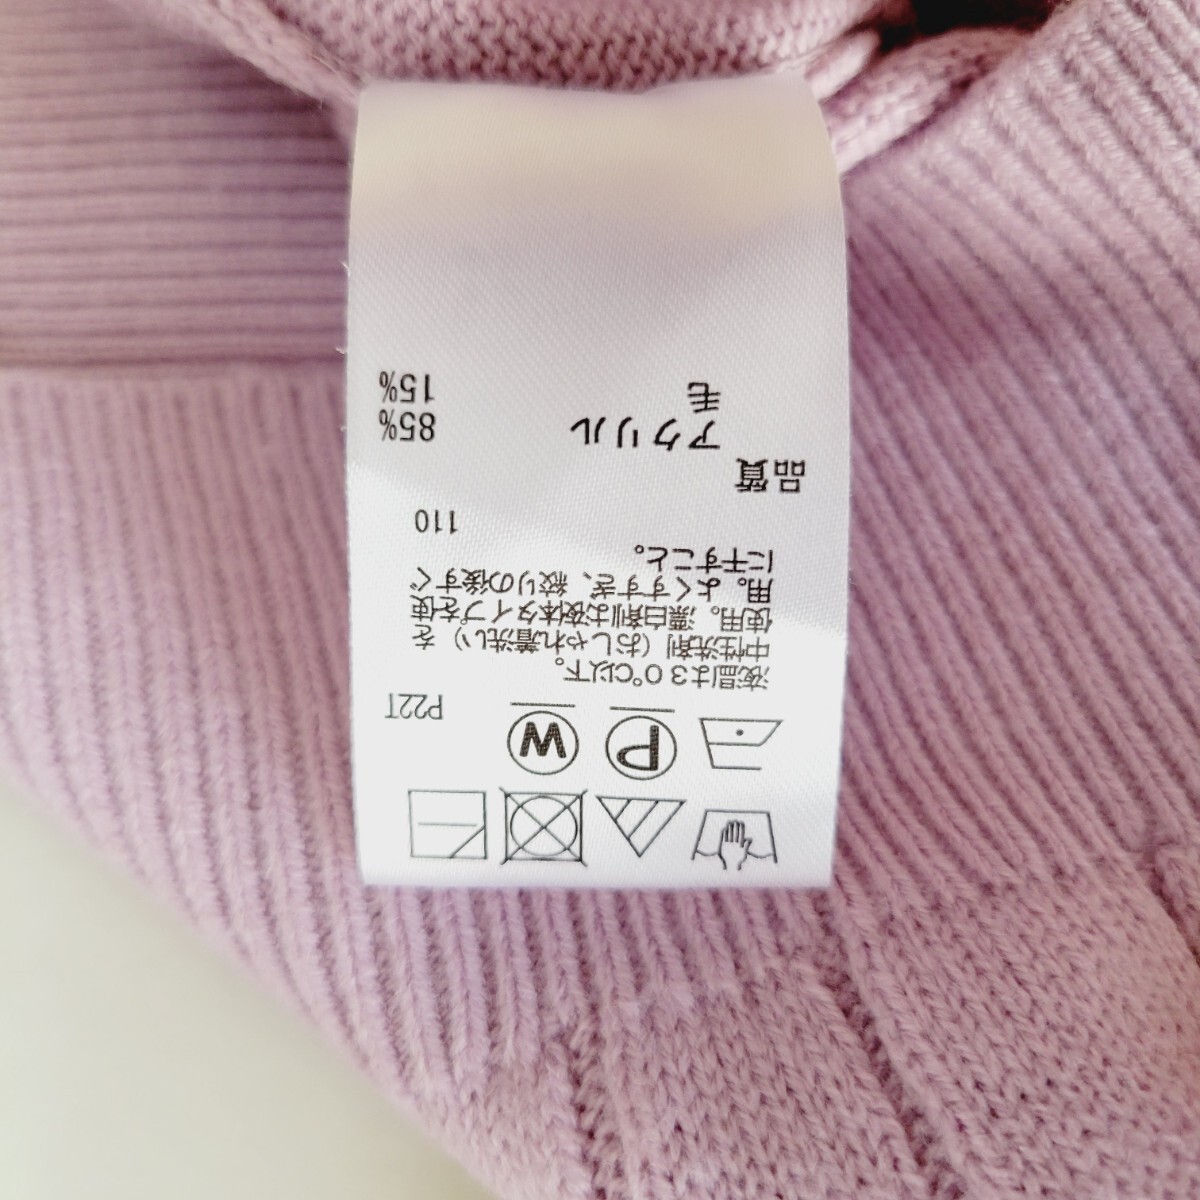 P W P22T
液温は３０℃以下。
中性洗剤（おしゃれ着洗い）を
使用。漂白剤は液体タイプを使
用。よくすすぎ、絞りの後すぐ
に干すこと。
110
品質
アクリル 85%
毛 15%